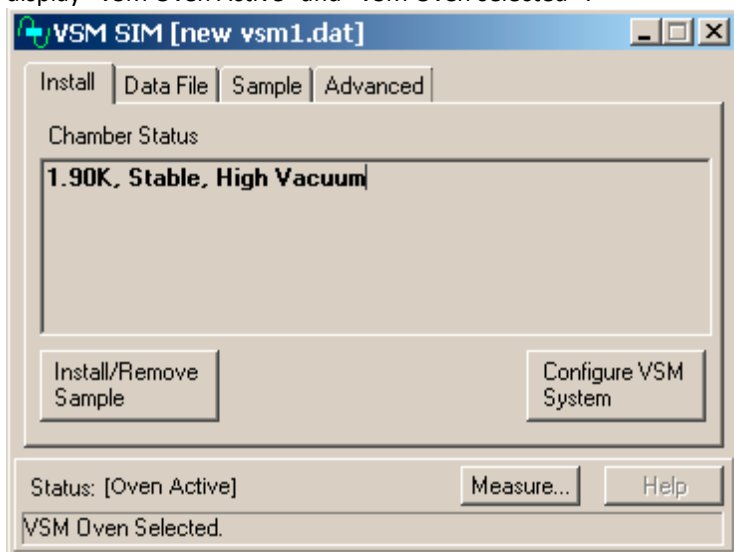 display "VSM Oven Active" and "VSM Oven Selected".
VSM SIM [new vsm1.dat]
Install Data File Sample Advanced
Chamber Status
1.90K, Stable, High Vacuum
Install/Remove
Sample
Configure VSM
System
Status: [Oven Active]
Measure...
Help
VSM Oven Selected.